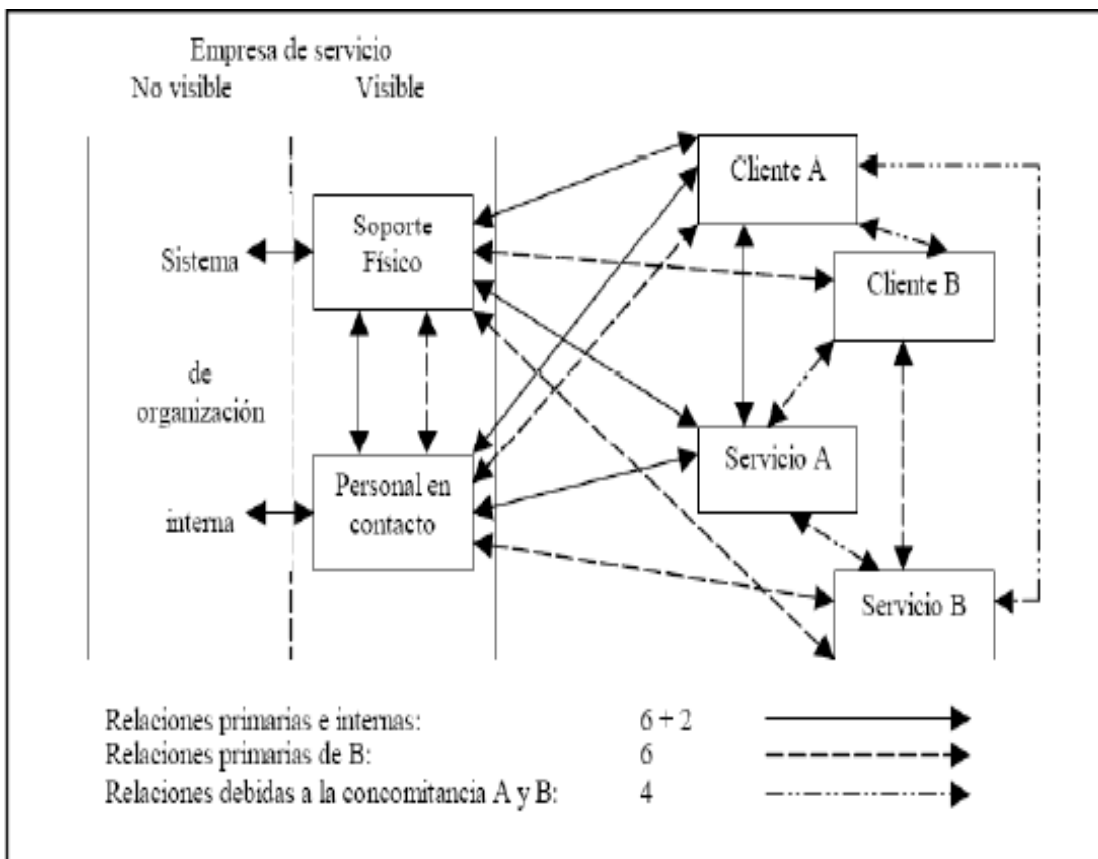 Empresa de servicio
No visible
Visible
Cliente A
Soporte
Físico
Sistema
Cliente B
de
organización
Servicio A
Personal en
contacto
interna
Servicio B
Relaciones primarias e internas: 6 + 2
Relaciones primarias de B: 6
Relaciones debidas a la concomitancia A y B: 4